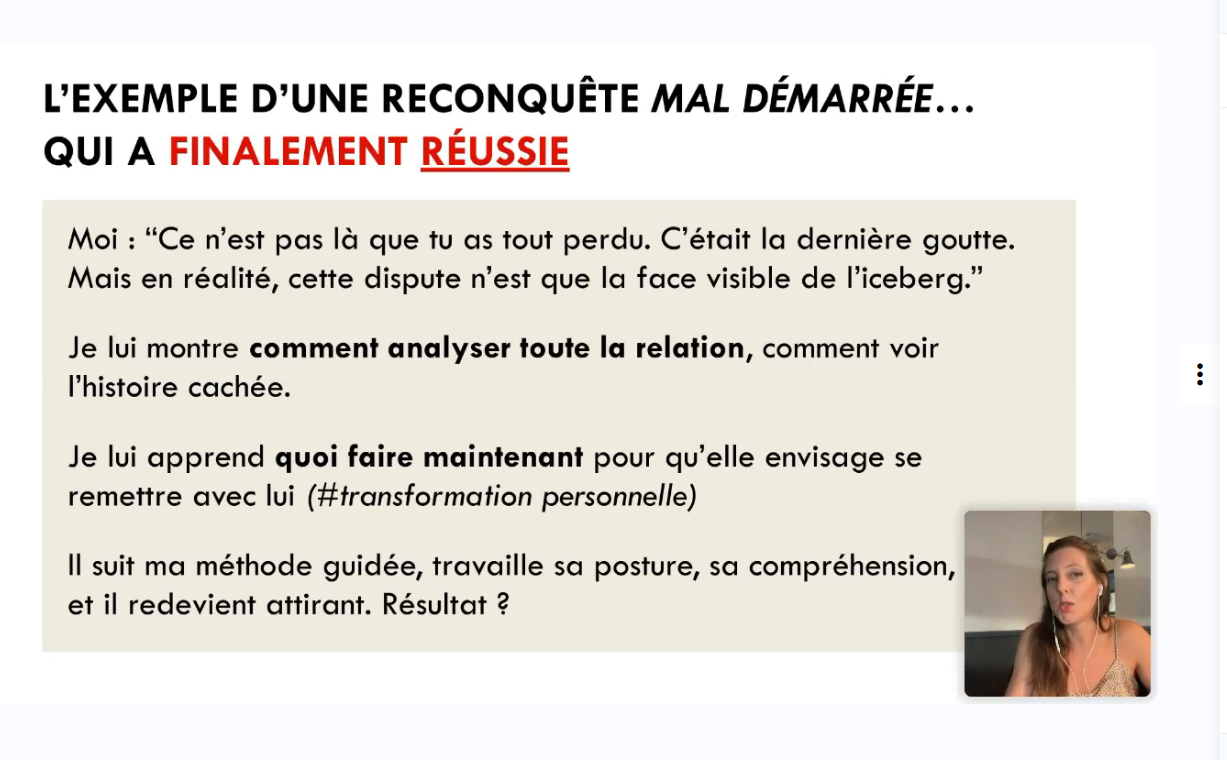 L’EXEMPLE D’UNE RECONQUÊTE MAL DÉMARRÉE…
QUI A FINALEMENT RÉUSSIE
Moi : “Ce n’est pas là que tu as tout perdu. C’était la dernière goutte.
Mais en réalité, cette dispute n’est que la face visible de l’iceberg.”
Je lui montre comment analyser toute la relation, comment voir
l’histoire cachée.
Je lui apprend quoi faire maintenant pour qu’elle envisage se
remettre avec lui (#transformation personnelle)
Il suit ma méthode guidée, travaille sa posture, sa compréhension,
et il redevient attirant. Résultat ?